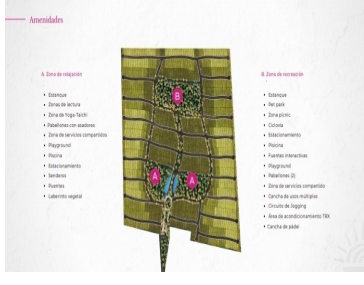 Amenidades
A. Zona de relajación
Estanque
Zonas de lectura
Zona de Yoga-Taichi
Pabellones con asadores
Zona de servicios compartidos
Playground
Piscina
Estacionamiento
Senderos
Puentes
Laberinto vegetal
B
A
A
B. Zona de recreación
Estanque
Pet park
Zona picnic
Ciclovía
Estacionamiento
Piscina
Fuentes interactivas
Playground
Pabellones (2)
Zona de servicios compartido
Cancha de usos múltiples
Circuito de Jogging
Área de acondicionamiento TRX
Cancha de pádel